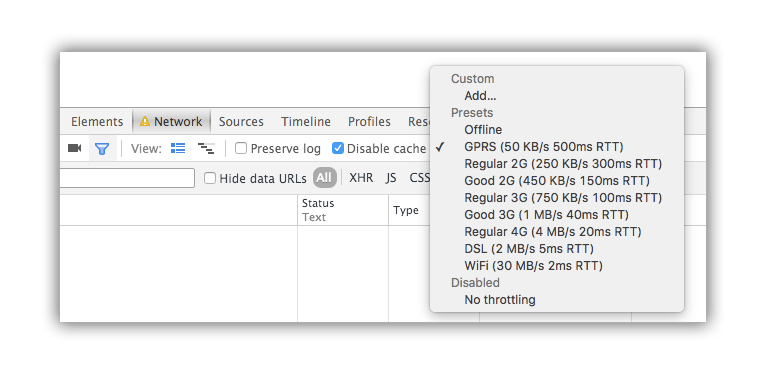 Custom
Add...
Presets
Elements Network Sources Timeline Profiles
Offline
View: Preserve log Disable cache ✓ GPRS (50 KB/s 500ms RTT)
Regular 2G (250 KB/s 300ms RTT)
Hide data URLs All XHR JS CSS
Good 2G (450 KB/s 150ms RTT)
Regular 3G (750 KB/s 100ms RTT)
Status
Text
Type
Good 3G (1 MB/s 40ms RTT)
Regular 4G (4 MB/s 20ms RTT)
DSL (2 MB/s 5ms RTT)
WiFi (30 MB/s 2ms RTT)
Disabled
No throttling